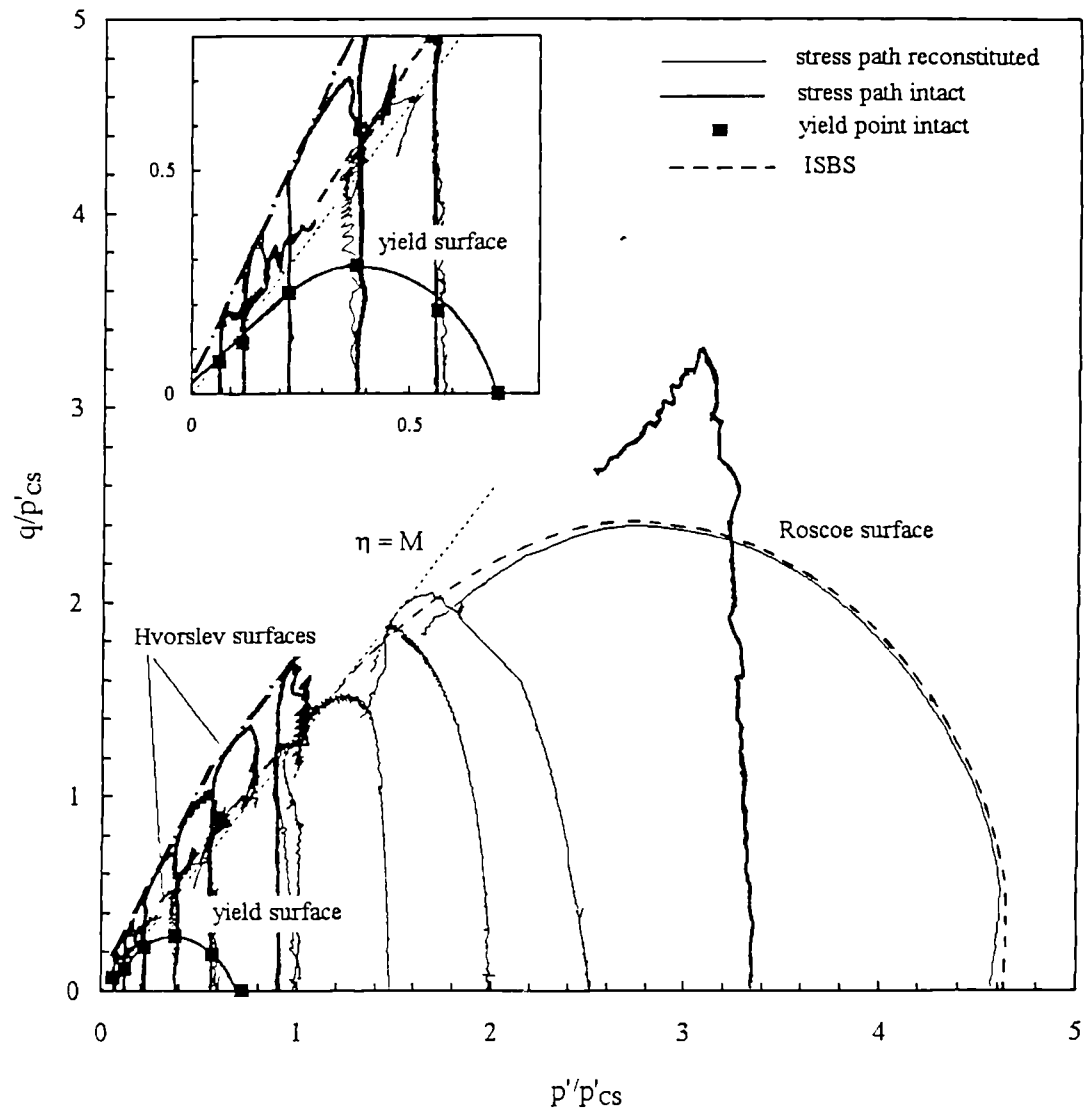 5
stress path reconstituted
stress path intact
yield point intact
ISBS
0.5
yield surface
0
0
0.5
4
3
q/p'cs
η = M
Roscoe surface
2
Hvorslev surfaces
1
yield surface
0
0
1
2
3
4
5
p'/p'cs